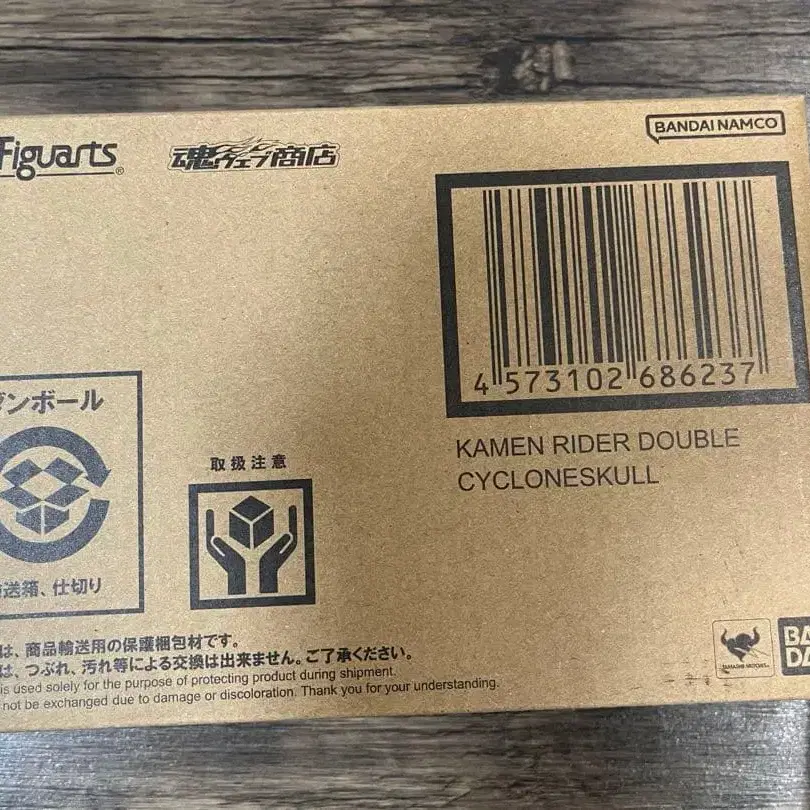 Figuarts®
魂ウェブ商店
BANDAI NAMCO
4 573102 686237
KAMEN RIDER DOUBLE
CYCLONESKULL
ダンボール
取扱注意
送箱、仕切り
は、商品輸送用の保護梱包材です。
は、つぶれ、汚れ等による交換は出来ません。ご了承ください。
is used solely for the purpose of protecting product during shipment.
not be exchanged due to damage or discoloration. Thank you for your understanding.
TAMASHII NATIONS
BAN
DAI